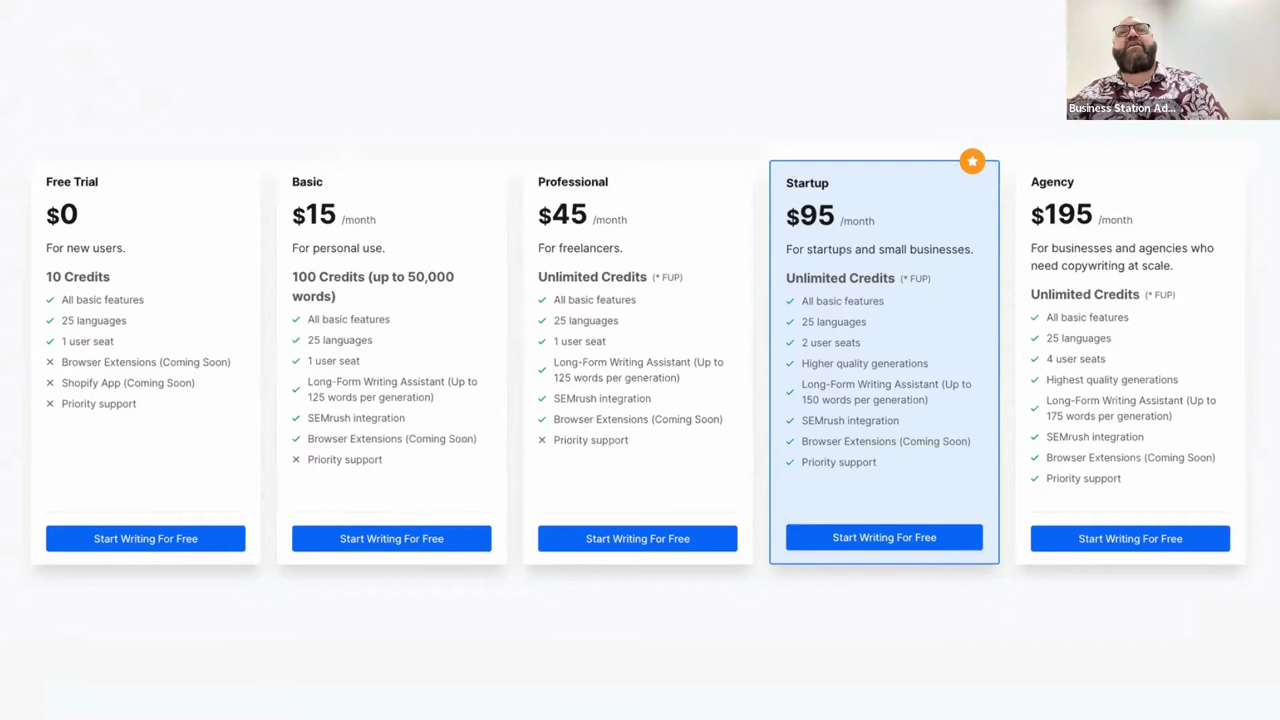 Business Station Ad...
Free Trial
$0
For new users.
10 Credits
All basic features
25 languages
1 user seat
Browser Extensions (Coming Soon)
Shopify App (Coming Soon)
Priority support
Start Writing For Free
Basic
$15 /month
For personal use.
100 Credits (up to 50,000
words)
All basic features
25 languages
1 user seat
Long-Form Writing Assistant (Up to
125 words per generation)
SEMrush integration
Browser Extensions (Coming Soon)
Priority support
Start Writing For Free
Professional
$45 /month
For freelancers.
Unlimited Credits (* FUP)
All basic features
25 languages
1 user seat
Long-Form Writing Assistant (Up to
125 words per generation)
SEMrush integration
Browser Extensions (Coming Soon)
Priority support
Start Writing For Free
Startup
$95 /month
For startups and small businesses.
Unlimited Credits (* FUP)
All basic features
25 languages
2 user seats
Higher quality generations
Long-Form Writing Assistant (Up to
150 words per generation)
SEMrush integration
Browser Extensions (Coming Soon)
Priority support
Start Writing For Free
Agency
$195 /month
For businesses and agencies who
need copywriting at scale.
Unlimited Credits (* FUP)
All basic features
25 languages
4 user seats
Highest quality generations
Long-Form Writing Assistant (Up to
175 words per generation)
SEMrush integration
Browser Extensions (Coming Soon)
Priority support
Start Writing For Free